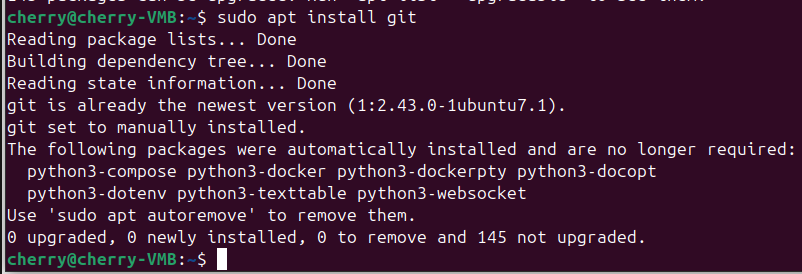 cherry@cherry-VMB:~$ sudo apt install git
Reading package lists... Done
Building dependency tree... Done
Reading state information... Done
git is already the newest version (1:2.43.0-1ubuntu7.1).
git set to manually installed.
The following packages were automatically installed and are no longer required:
  python3-compose python3-docker python3-dockerpty python3-docopt
  python3-dotenv python3-texttable python3-websocket
Use 'sudo apt autoremove' to remove them.
0 upgraded, 0 newly installed, 0 to remove and 145 not upgraded.
cherry@cherry-VMB:~$